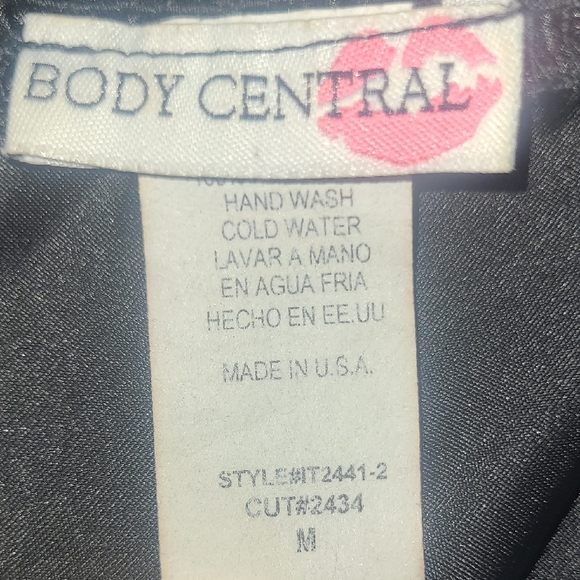 BODY CENTRAL
HAND WASH
COLD WATER
LAVAR A MANO
EN AGUA FRIA
HECHO EN EE.UU
MADE IN U.S.A.
STYLE#IT2441-2
CUT#2434
M